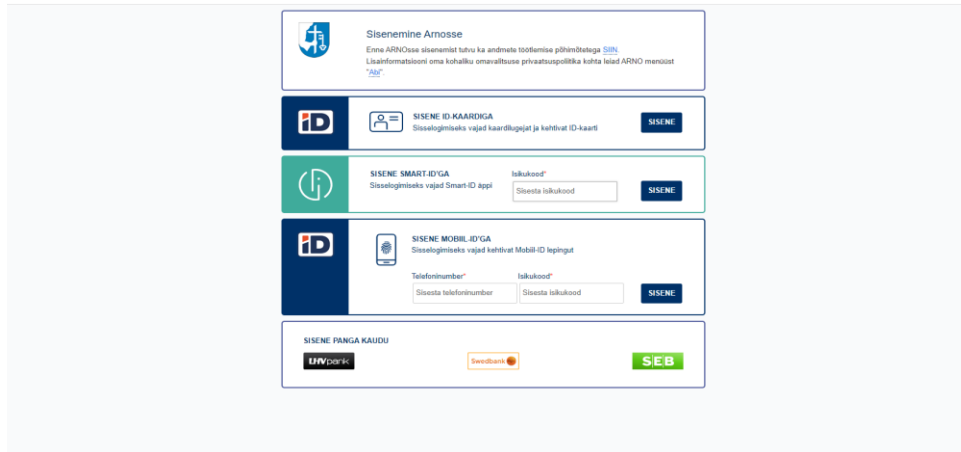 Sisenemine Arnosse
Enne ARNOsse sisenemist tutvu ka andmete töötlemise põhimõtetega SIIN.
Lisainformatsiooni oma kohaliku omavalitsuse privaatsuspoliitika kohta leiad ARNO menüüst
"Abi".
iD
SISENE ID-KAARDIGA
Sisselogimiseks vajad kaardilugejat ja kehtivat ID-kaarti
SISENE
SISENE SMART-ID'GA
Sisselogimiseks vajad Smart-ID äppi
Isikukood*
Sisesta isikukood
SISENE
iD
SISENE MOBIIL-ID'GA
Sisselogimiseks vajad kehtivat Mobiil-ID lepingut
Telefoninumber*
Sisesta telefoninumber
Isikukood*
Sisesta isikukood
SISENE
SISENE PANGA KAUDU
LHVpank
Swedbank
SEB